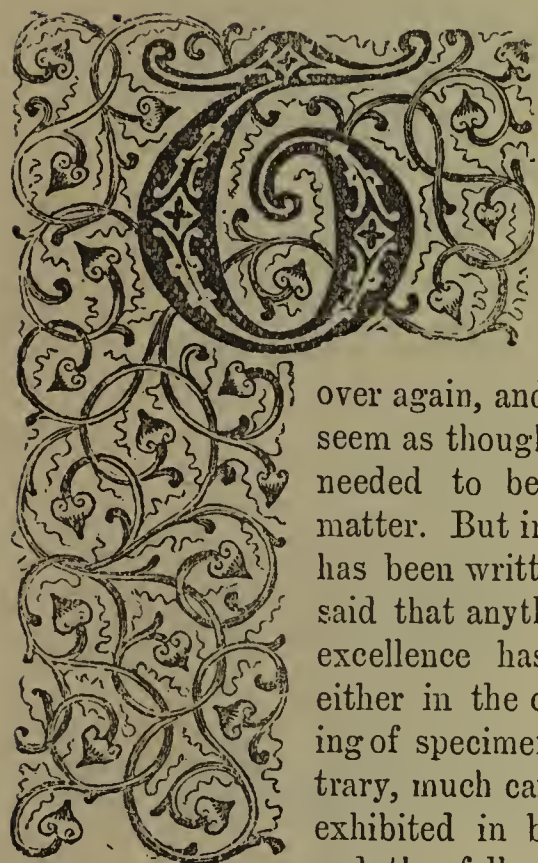 T
over again, and
seem as though
needed to be
matter. But in
has been writt
said that anyth
excellence has
either in the c
ing of specimen
trary, much ca
exhibited in b